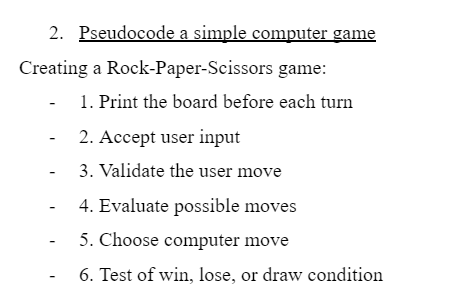 2. Pseudocode a simple computer game
Creating a Rock-Paper-Scissors game:
- 1. Print the board before each turn
- 2. Accept user input
- 3. Validate the user move
- 4. Evaluate possible moves
- 5. Choose computer move
- 6. Test of win, lose, or draw condition